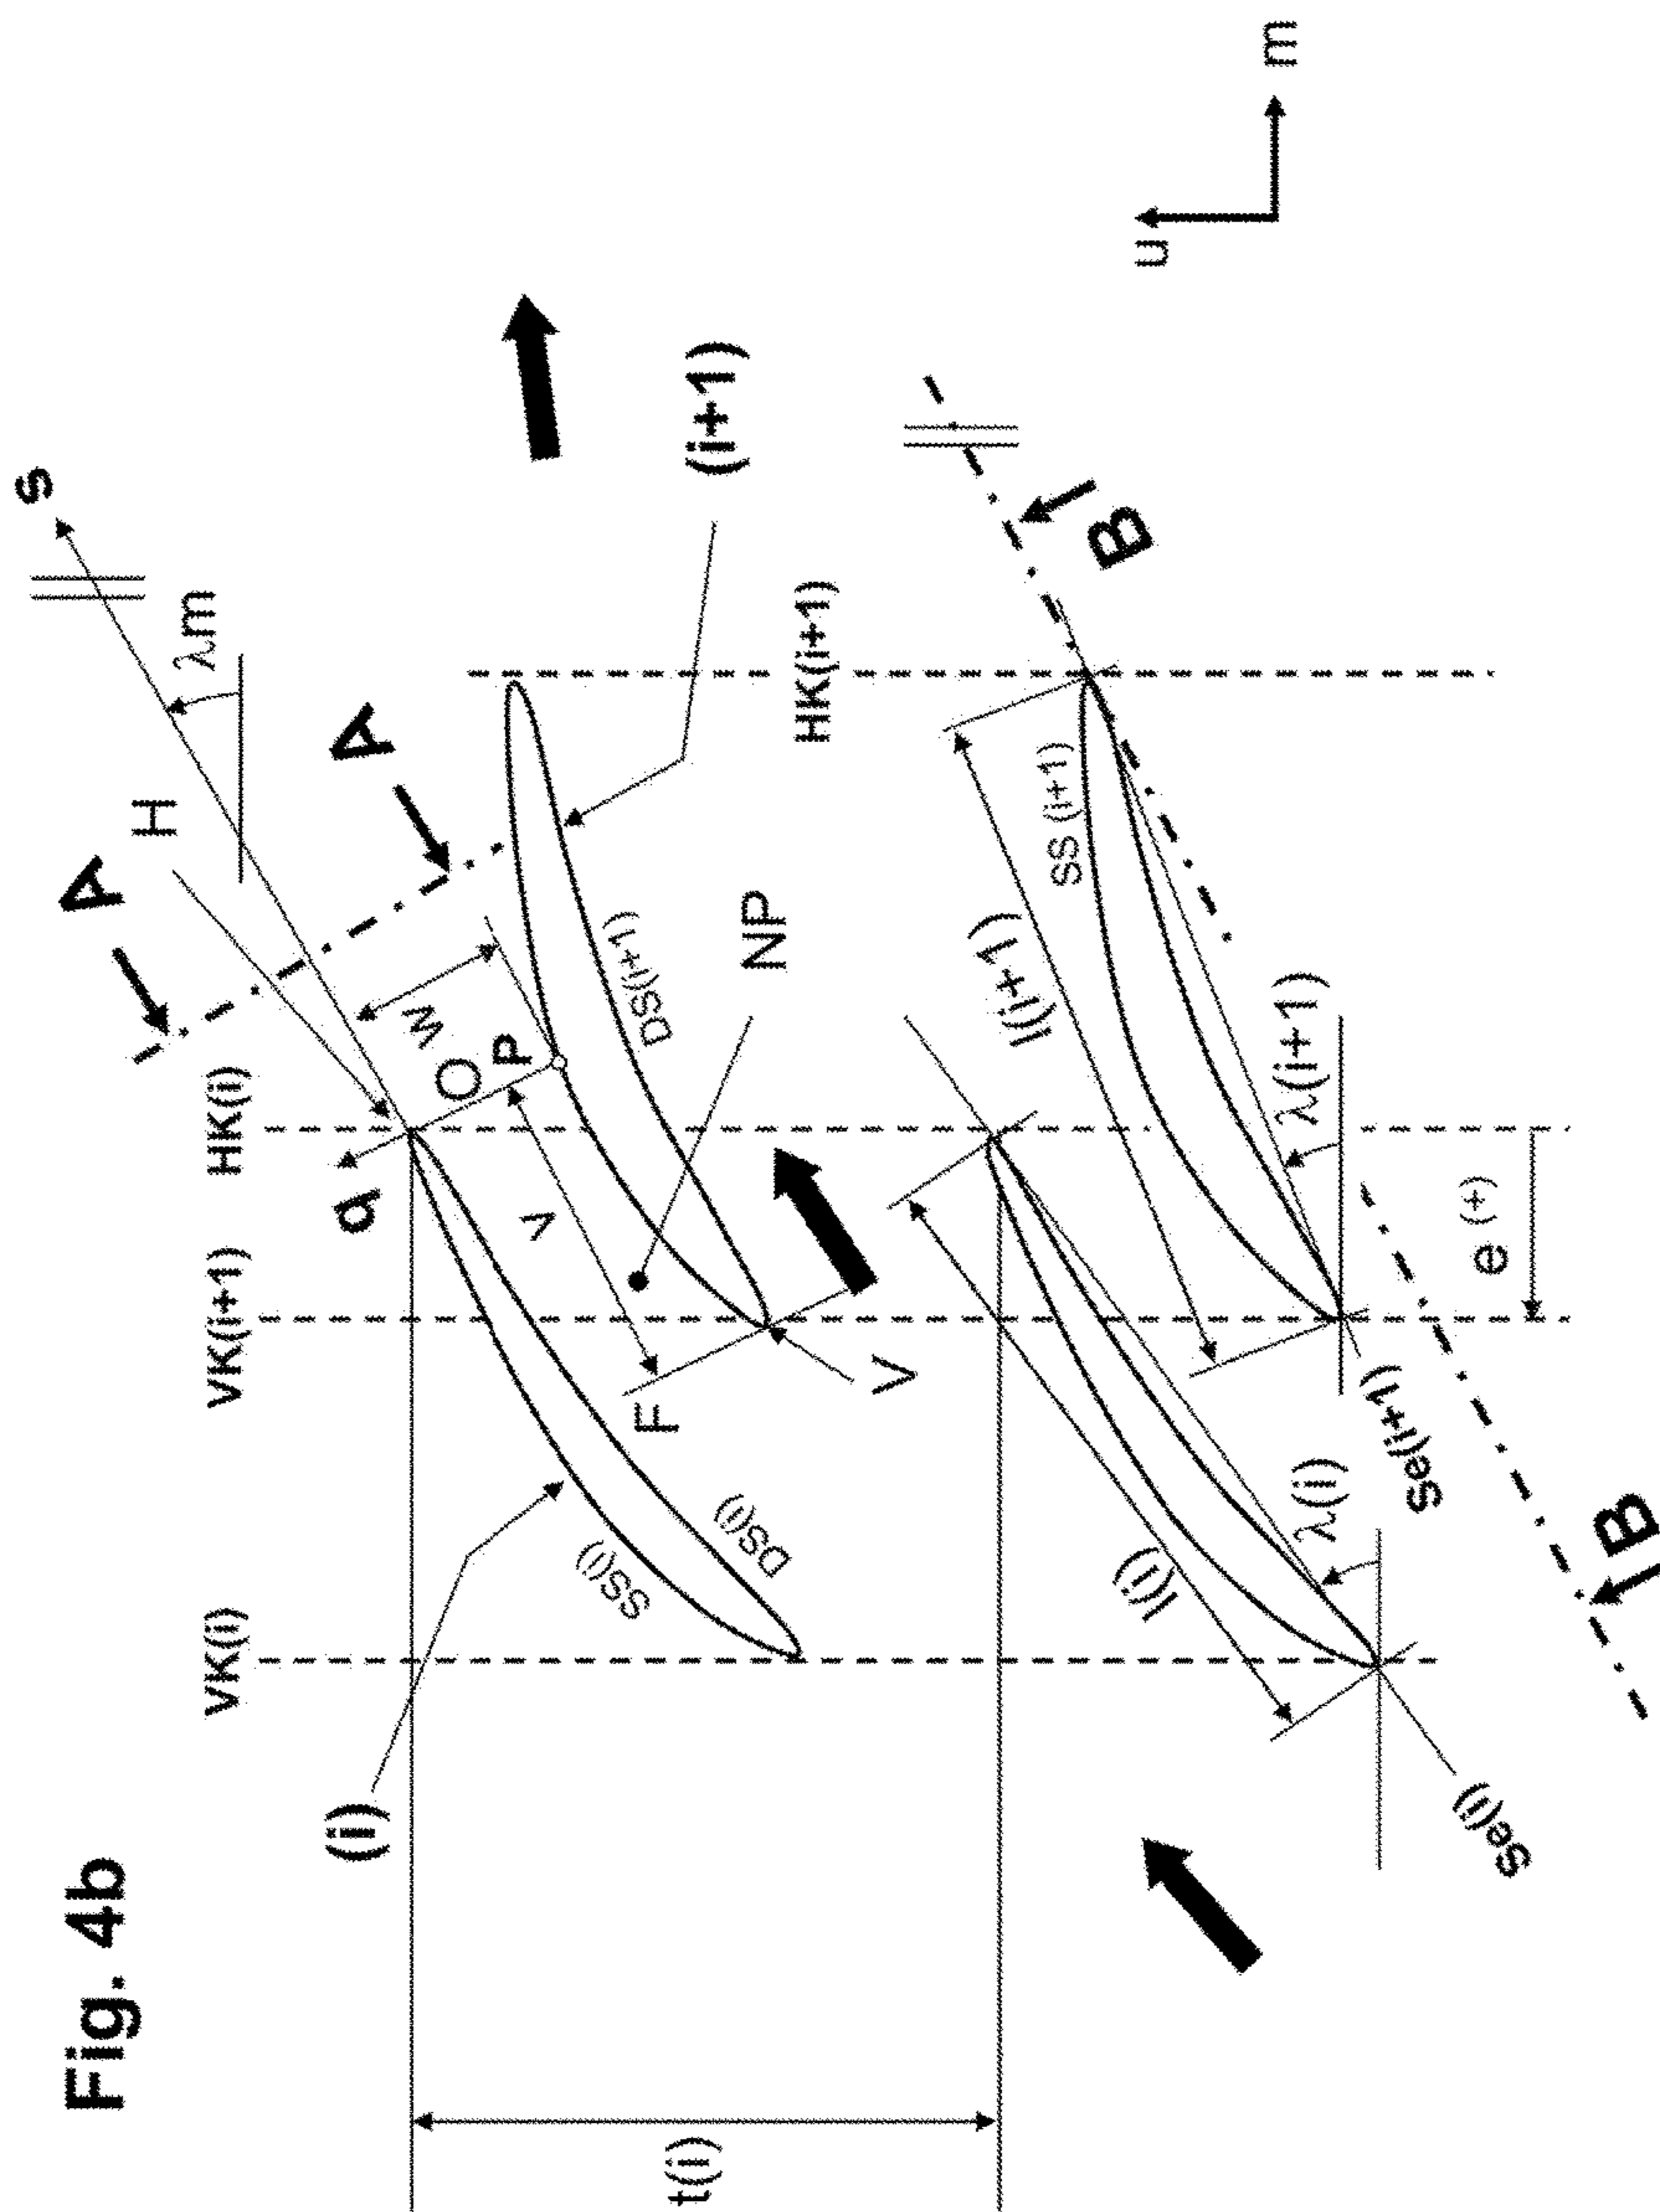 Fig. 4b
s
A
H
λm
VK(i)
VK(i+1)
HK(i)
(i)
q
A
w
O
P
v
SS(i)
DS(i+1)
F
t(i)
(i+1)
DS(i)
NP
HK(i+1)
V
l(i+1)
SS (i+1)
B
l(i)
u
m
λ(i+1)
λ(i)
Se(i+1)
Se(i)
e (+)
B